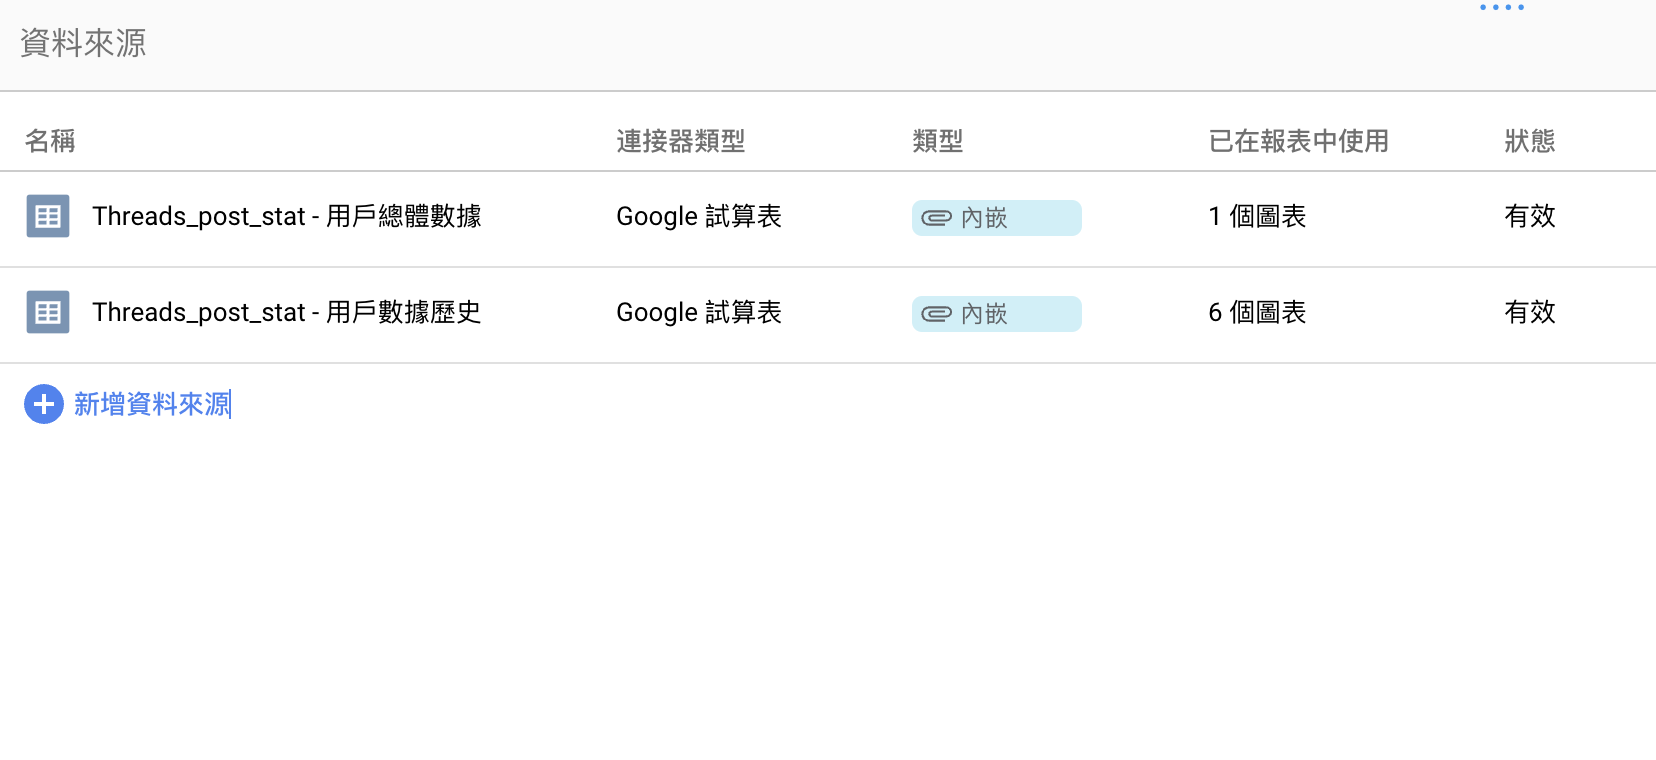 資料來源
名稱 連接器類型 類型 已在報表中使用 狀態
Threads_post_stat - 用戶總體數據 Google 試算表 內嵌 1 個圖表 有效
Threads_post_stat - 用戶數據歷史 Google 試算表 內嵌 6 個圖表 有效
新增資料來源